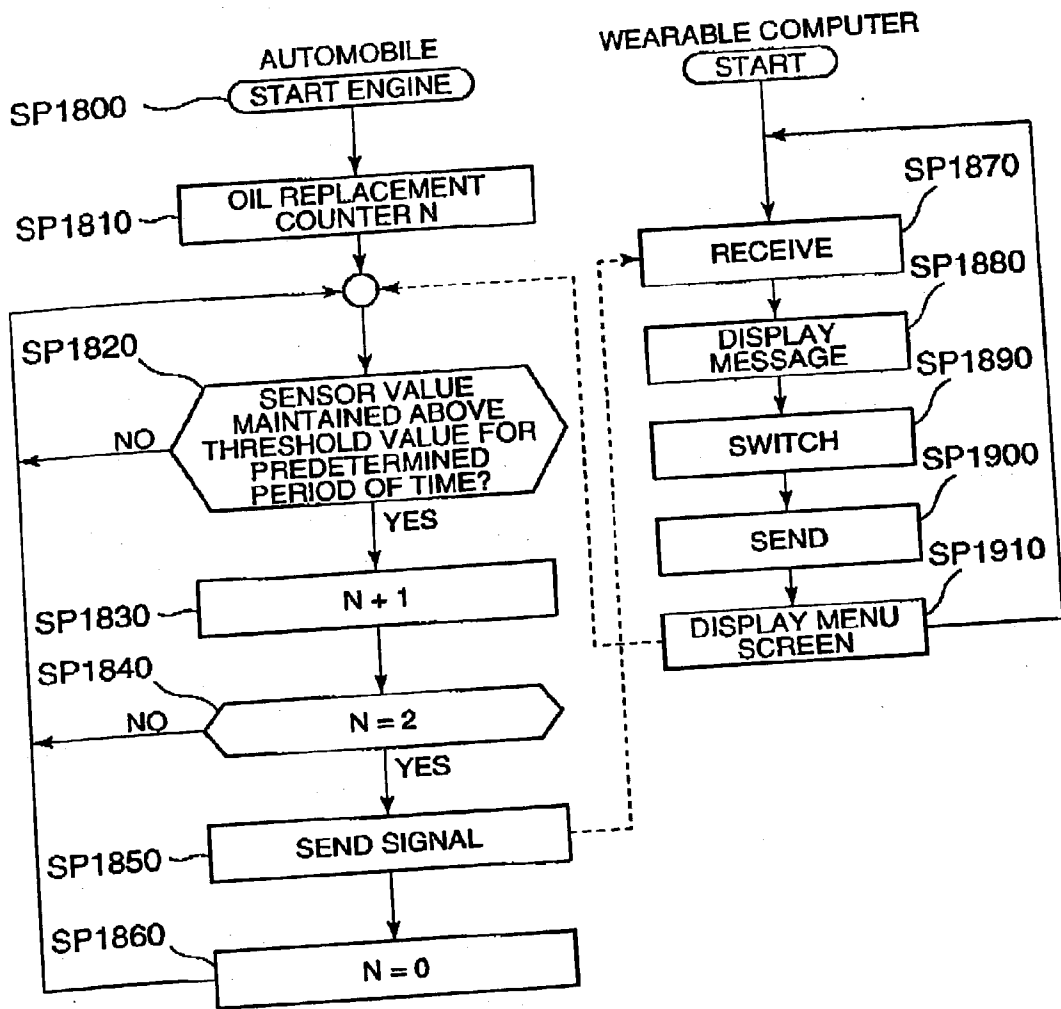 AUTOMOBILE
START ENGINE
SP1800
OIL REPLACEMENT
COUNTER N
SP1810
SP1820
SENSOR VALUE
MAINTAINED ABOVE
THRESHOLD VALUE FOR
PREDETERMINED
PERIOD OF TIME?
NO
YES
N + 1
SP1830
SP1840
N = 2
NO
YES
SEND SIGNAL
SP1850
SP1860
N = 0
WEARABLE COMPUTER
START
SP1870
RECEIVE
SP1880
DISPLAY
MESSAGE
SP1890
SWITCH
SP1900
SEND
SP1910
DISPLAY MENU
SCREEN